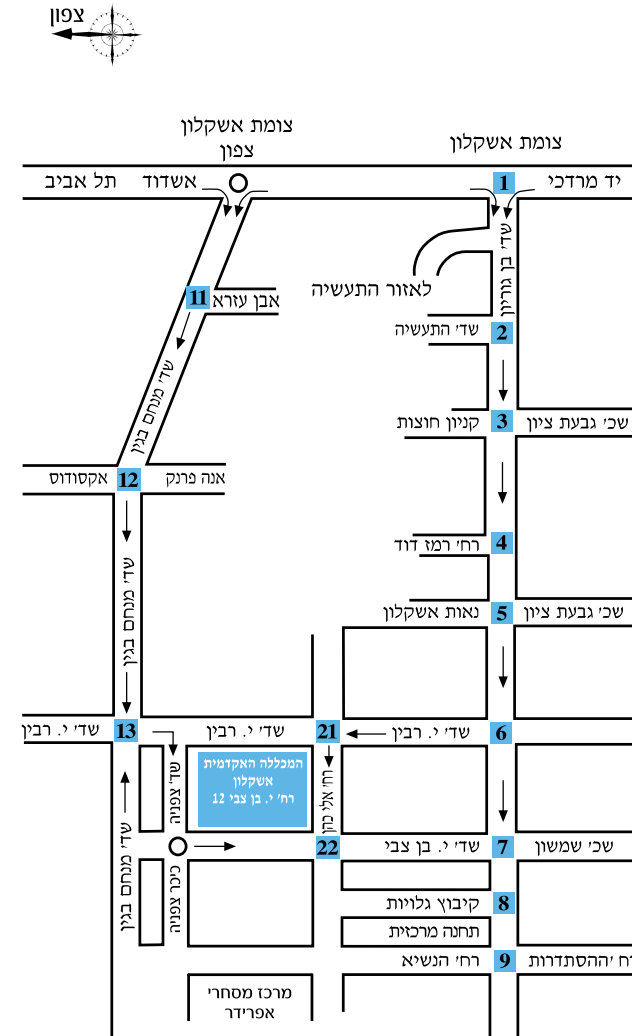 צפון
צומת אשקלון
צומת אשקלון
צפון
יד מרדכי
1
אשדוד
תל אביב
שד׳ בן גוריון
לאזור התעשיה
אבן עזרא
11
2
שד׳ התעשיה
שד׳ מנחם בגין
שכ׳ גבעת ציון
3
קניון חוצות
אנה פרנק
12
אקסודוס
4
רח׳ רמז דוד
שד׳ מנחם בגין
שכ׳ גבעת ציון
5
נאות אשקלון
6
שד׳ י. רבין
21
שד׳ י. רבין
13
שד׳ י. רבין
המכללה האקדמית
אשקלון
רח׳ י. בן צבי 12
רח׳ אלי כהן
שד׳ צפניה
שכ׳ שמשון
7
שד׳ י. בן צבי
22
שד׳ מנחם בגין
כיכר צפניה
8
קיבוץ גלויות
תחנה מרכזית
רח׳ ההסתדרות
9
רח׳ הנשיא
מרכז מסחרי
אפרידר